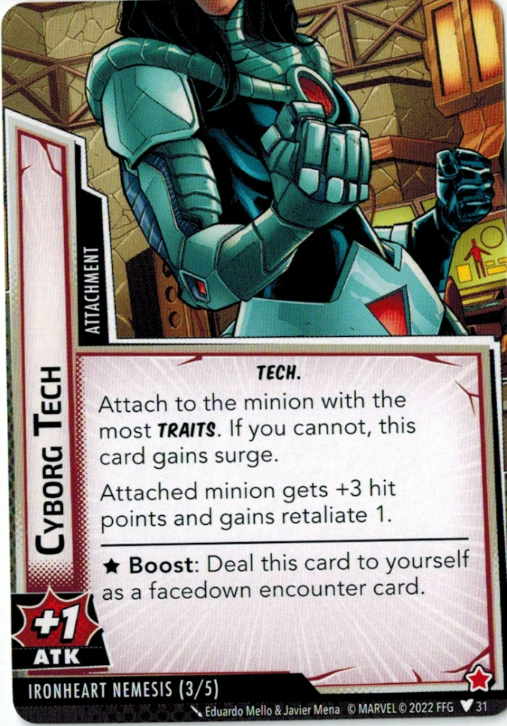 ATTACHMENT
CYBORG TECH
TECH.
Attach to the minion with the
most TRAITS. If you cannot, this
card gains surge.
Attached minion gets +3 hit
points and gains retaliate 1.
★ Boost: Deal this card to yourself
as a facedown encounter card.
+1
ATK
IRONHEART NEMESIS (3/5)
Eduardo Mello & Javier Mena © MARVEL © 2022 FFG 31